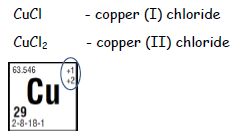 CuCl - copper (I) chloride
CuCl₂ - copper (II) chloride
63.546 +1
+2
Cu
29
2-8-18-1